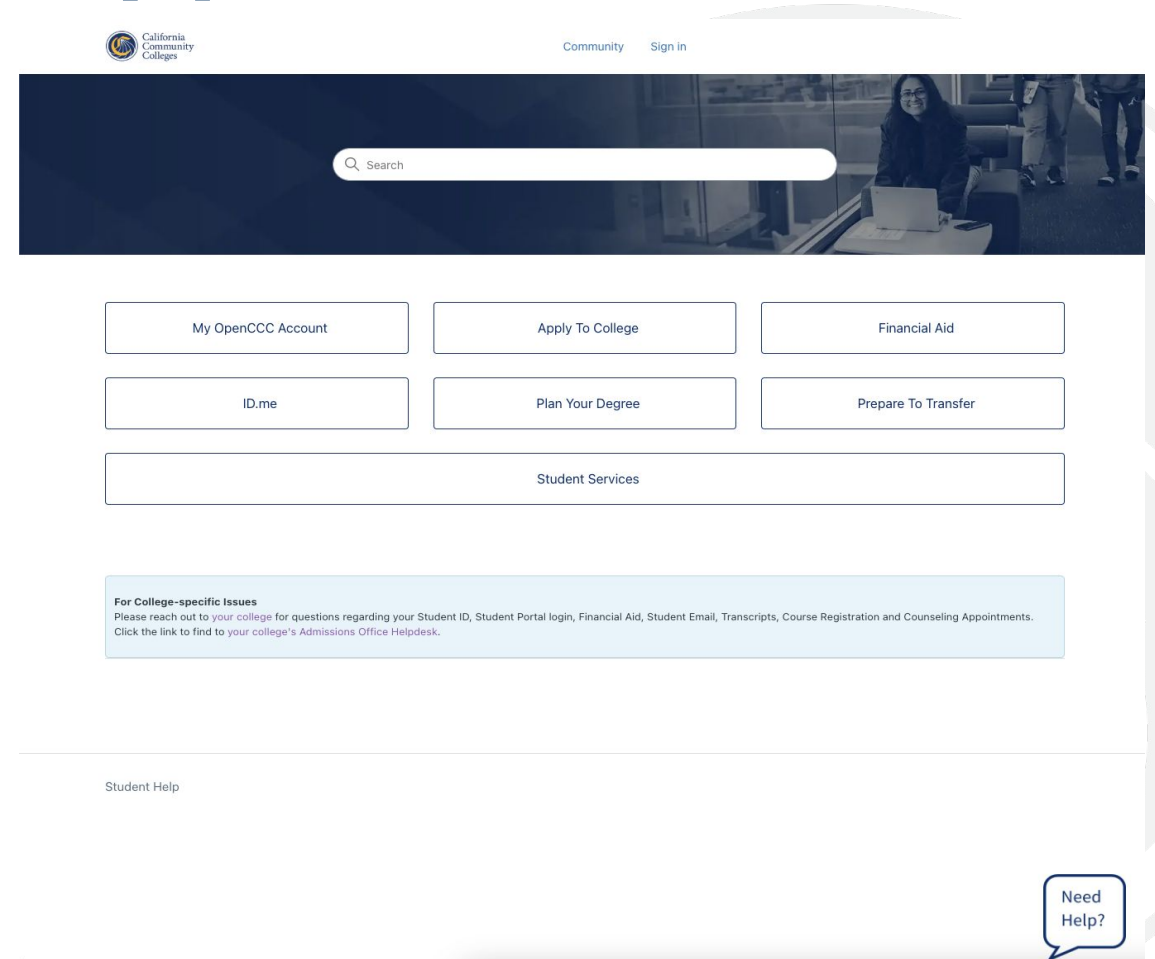 California
Community
Colleges
Community Sign in
Search
My OpenCCC Account Apply To College Financial Aid
ID.me Plan Your Degree Prepare To Transfer
Student Services
For College-specific Issues
Please reach out to your college for questions regarding your Student ID, Student Portal login, Financial Aid, Student Email, Transcripts, Course Registration and Counseling Appointments.
Click the link to find to your college's Admissions Office Helpdesk.
Student Help
Need
Help?